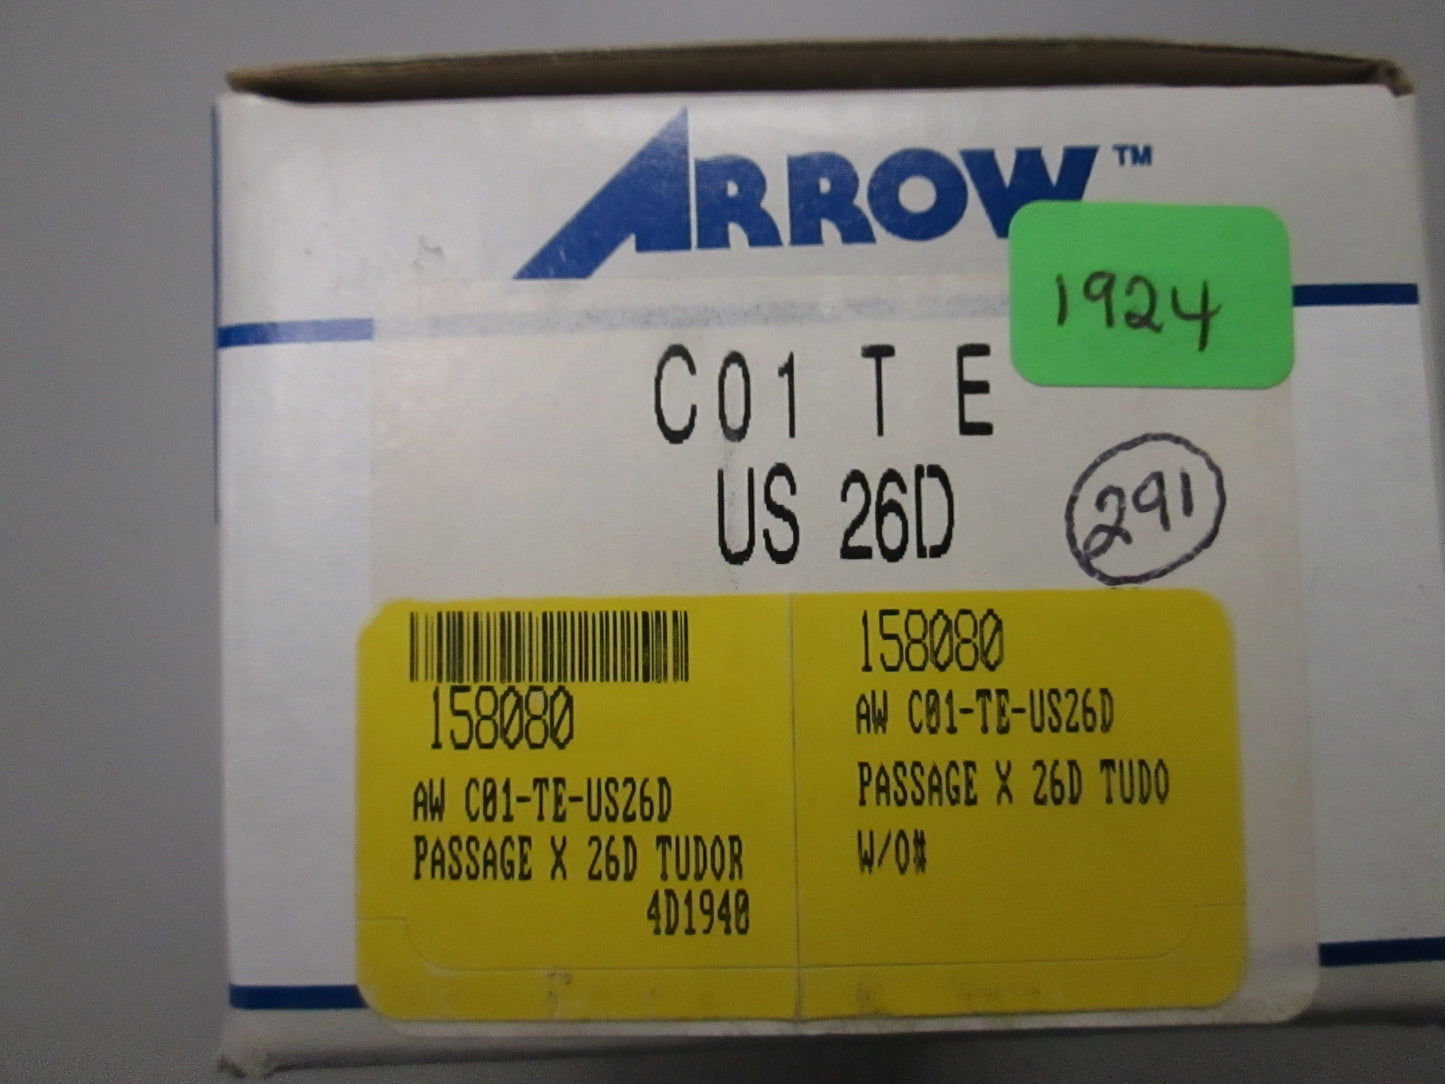 ARROW™
1924
C01 T E
US 26D
291
158080
AW C01-TE-US26D
PASSAGE X 26D TUDOR
4D1940
158080
AW C01-TE-US26D
PASSAGE X 26D TUDO
W/O#